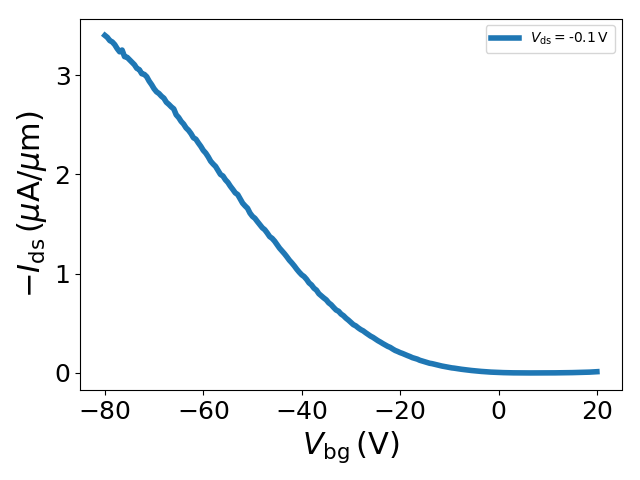 V_ds = -0.1 V
3
2
1
0
−I_ds (μA/μm)
−80 −60 −40 −20 0 20
V_bg (V)